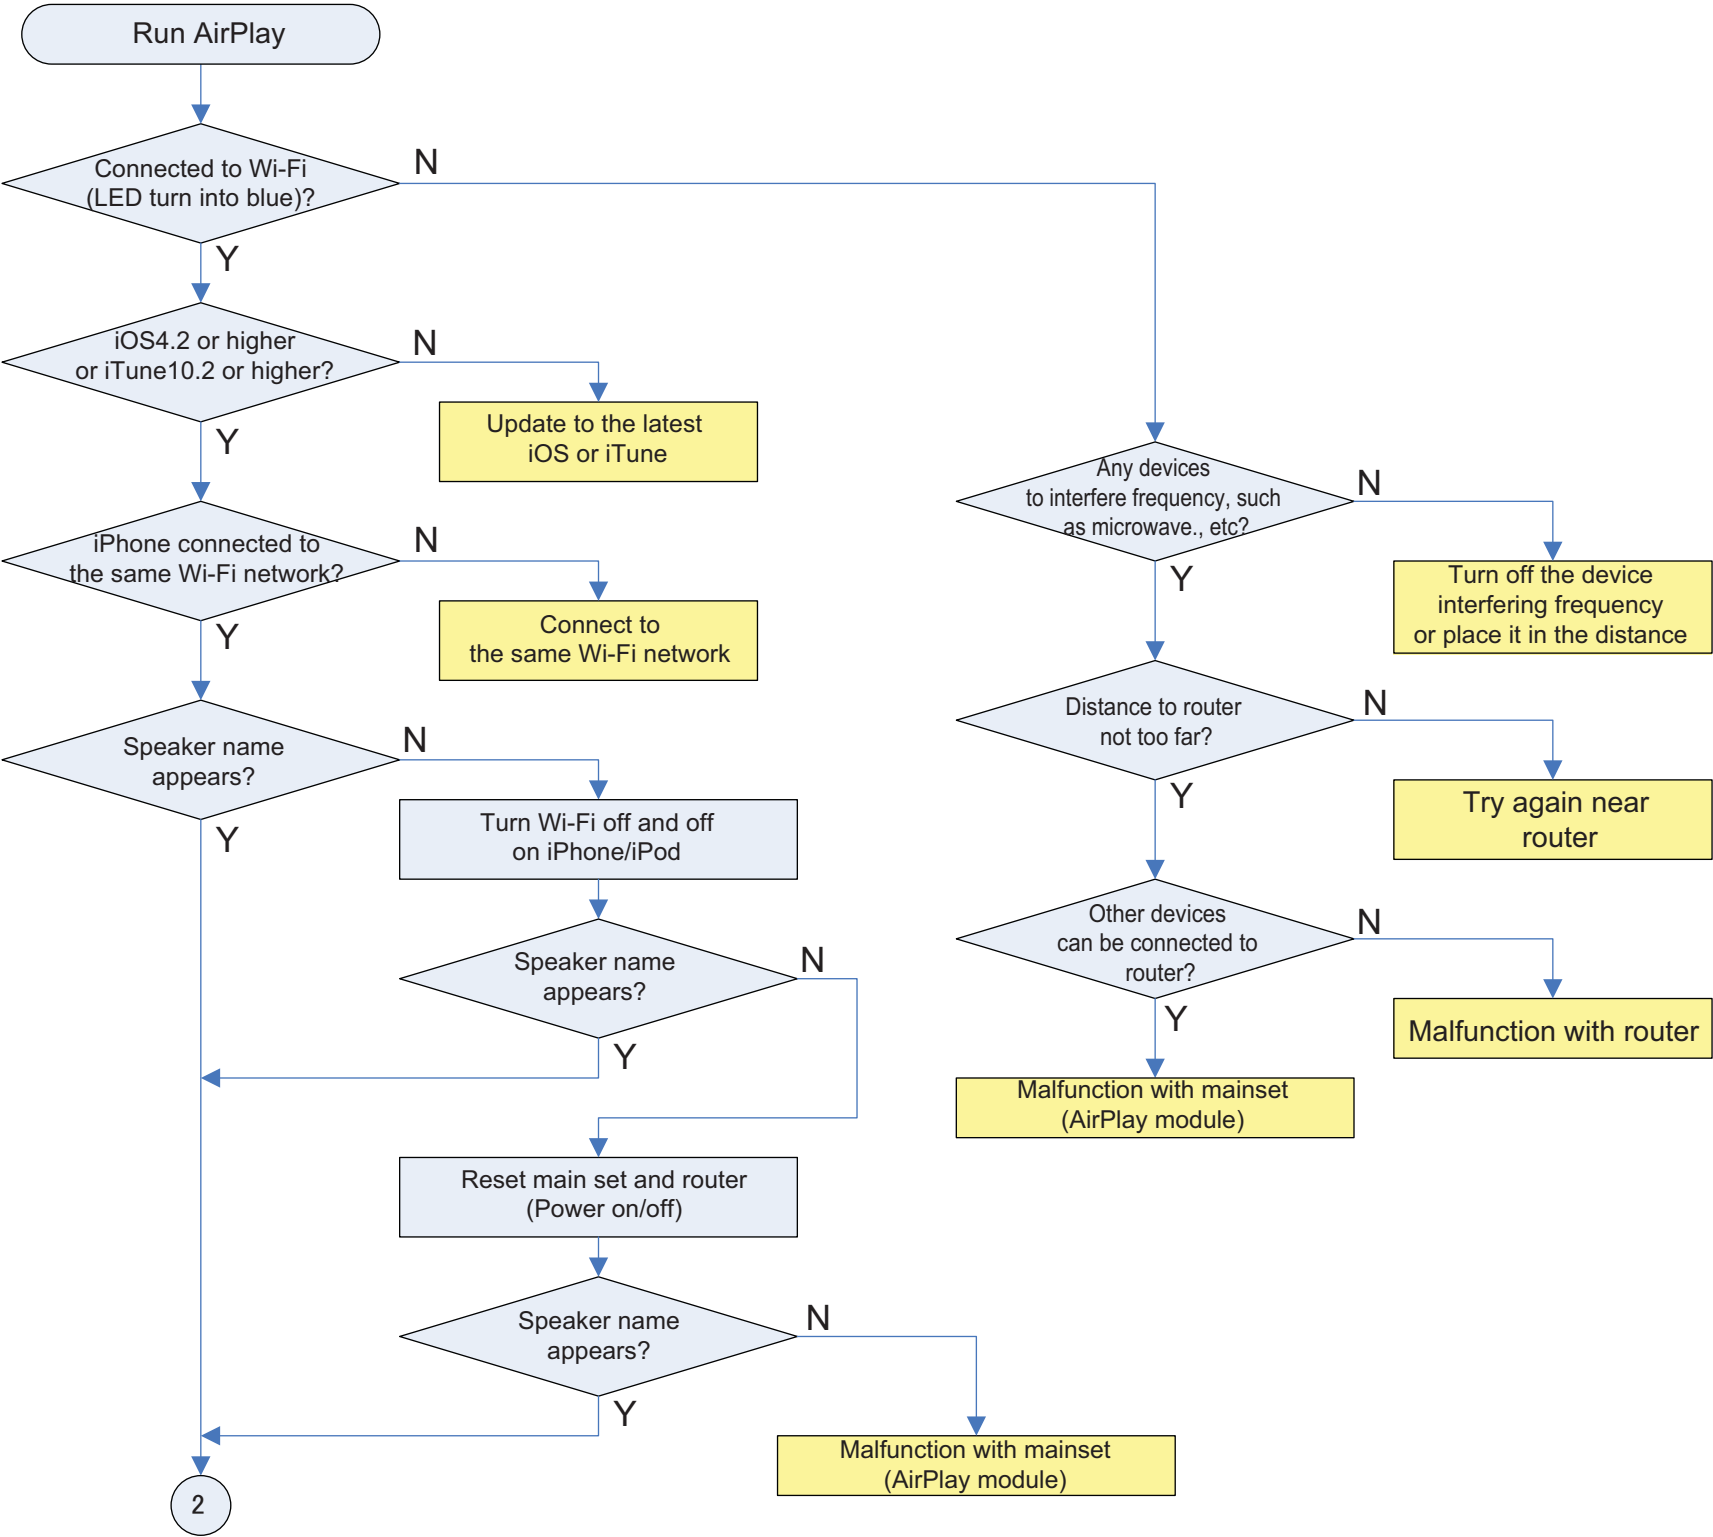 Run AirPlay
Connected to Wi-Fi
(LED turn into blue)?
N
Y
iOS4.2 or higher
or iTune10.2 or higher?
N
Y
Update to the latest
iOS or iTune
iPhone connected to
the same Wi-Fi network?
N
Y
Connect to
the same Wi-Fi network
Speaker name
appears?
N
Y
Turn Wi-Fi off and off
on iPhone/iPod
Speaker name
appears?
N
Y
Reset main set and router
(Power on/off)
Speaker name
appears?
N
Y
Malfunction with mainset
(AirPlay module)
2
Any devices
to interfere frequency, such
as microwave., etc?
N
Y
Turn off the device
interfering frequency
or place it in the distance
Distance to router
not too far?
N
Y
Try again near
router
Other devices
can be connected to
router?
N
Y
Malfunction with router
Malfunction with mainset
(AirPlay module)